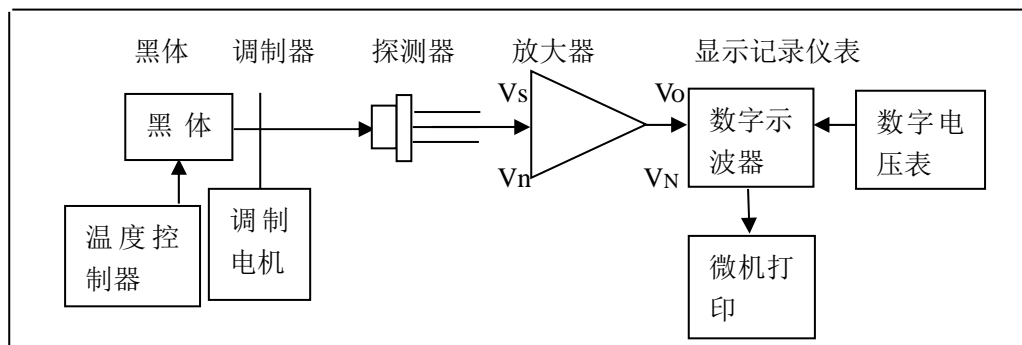 黑体 调制器 探测器 放大器 显示记录仪表
Vs Vo
黑 体
数字示
波器
数字电
压表
Vn VN
温度控
制器
调制
电机
微机打
印